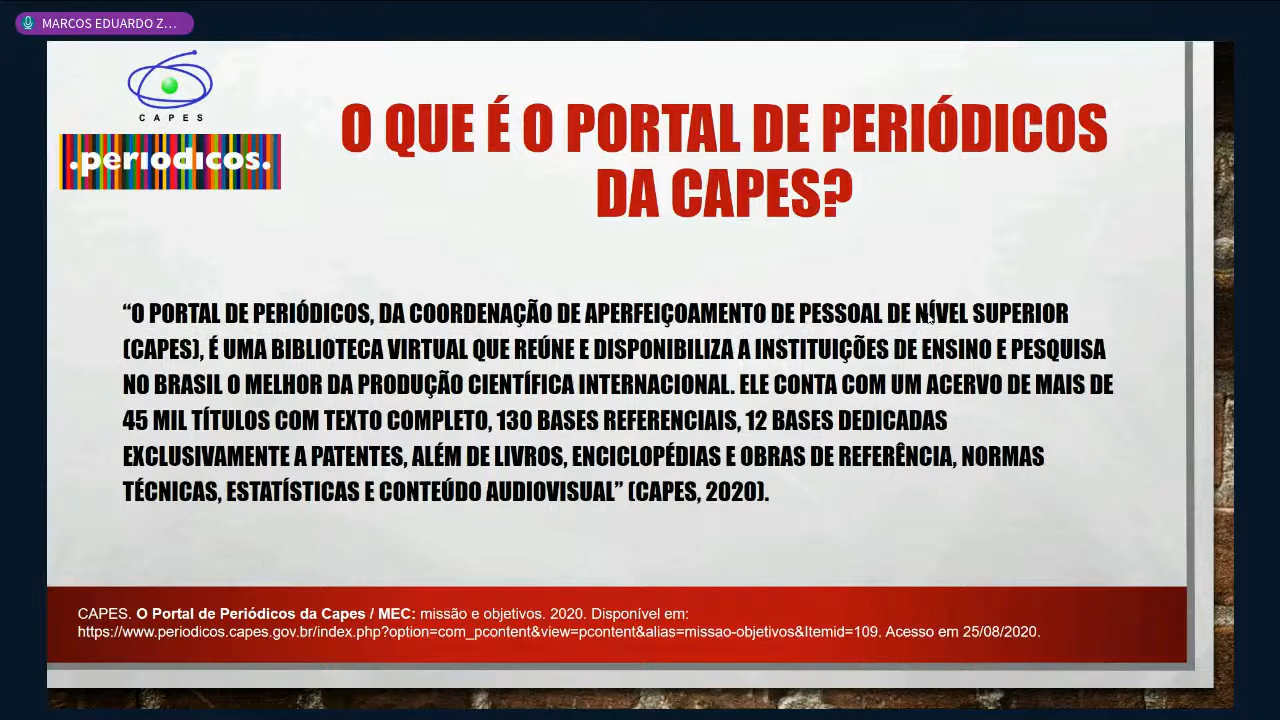 MARCOS EDUARDO Z...
CAPES
.periodicos.
O QUE É O PORTAL DE PERIÓDICOS
DA CAPES?
“O PORTAL DE PERIÓDICOS, DA COORDENAÇÃO DE APERFEIÇOAMENTO DE PESSOAL DE NÍVEL SUPERIOR
(CAPES), É UMA BIBLIOTECA VIRTUAL QUE REÚNE E DISPONIBILIZA A INSTITUIÇÕES DE ENSINO E PESQUISA
NO BRASIL O MELHOR DA PRODUÇÃO CIENTÍFICA INTERNACIONAL. ELE CONTA COM UM ACERVO DE MAIS DE
45 MIL TÍTULOS COM TEXTO COMPLETO, 130 BASES REFERENCIAIS, 12 BASES DEDICADAS
EXCLUSIVAMENTE A PATENTES, ALÉM DE LIVROS, ENCICLOPÉDIAS E OBRAS DE REFERÊNCIA, NORMAS
TÉCNICAS, ESTATÍSTICAS E CONTEÚDO AUDIOVISUAL” (CAPES, 2020).
CAPES. O Portal de Periódicos da Capes / MEC: missão e objetivos. 2020. Disponível em:
https://www.periodicos.capes.gov.br/index.php?option=com_pcontent&view=pcontent&alias=missao-objetivos&Itemid=109. Acesso em 25/08/2020.